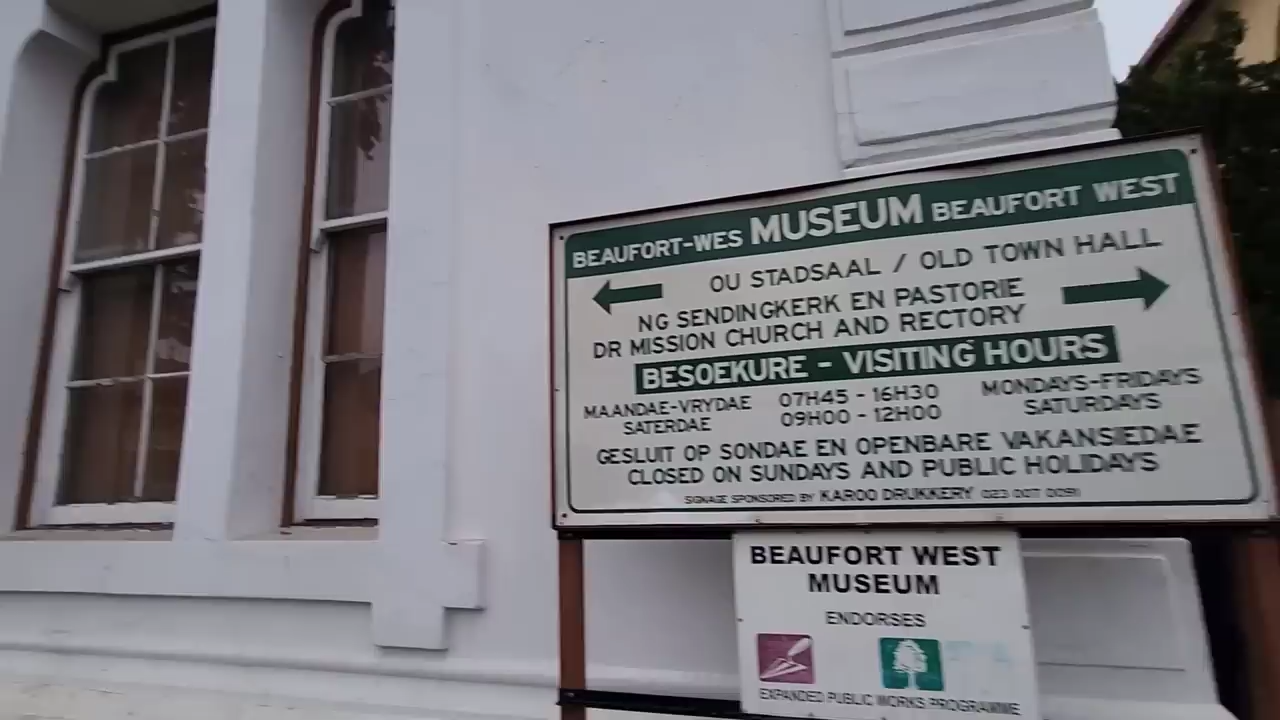 BEAUFORT-WES MUSEUM BEAUFORT WEST
OU STADSAAL / OLD TOWN HALL
NG SENDINGKERK EN PASTORIE
DR MISSION CHURCH AND RECTORY
BESOEKURE - VISITING HOURS
MAANDAE-VRYDAE 07H45 - 16H30 MONDAYS-FRIDAYS
SATERDAE 09H00 - 12H00 SATURDAYS
GESLUIT OP SONDAE EN OPENBARE VAKANSIEDAE
CLOSED ON SUNDAYS AND PUBLIC HOLIDAYS
SIGNAGE SPONSORED BY KAROO DRUKKERY 023 007 0091
BEAUFORT WEST
MUSEUM
ENDORSES
EXPANDED PUBLIC WORKS PROGRAMME